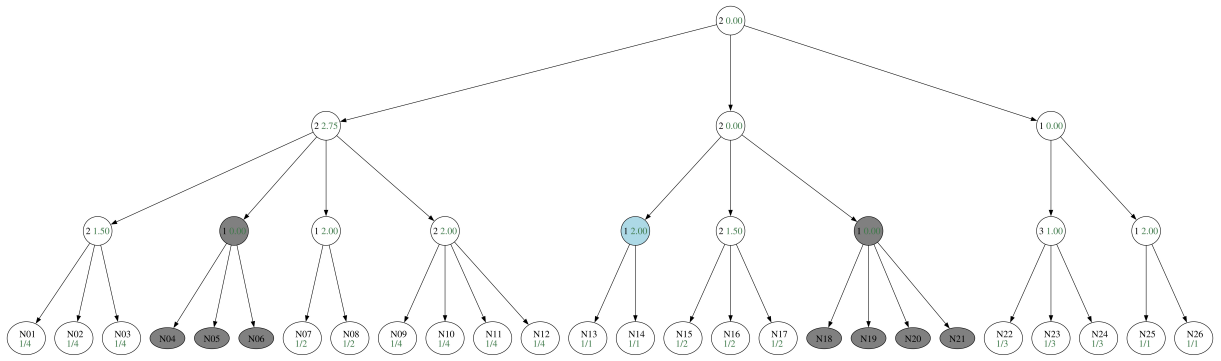 2 0.00
2 2.75
2 0.00
1 0.00
2 1.50
1 0.00
1 2.00
2 2.00
1 2.00
2 1.50
1 0.00
3 1.00
1 2.00
N01
1/4
N02
1/4
N03
1/4
N04
N05
N06
N07
1/2
N08
1/2
N09
1/4
N10
1/4
N11
1/4
N12
1/4
N13
1/1
N14
1/1
N15
1/2
N16
1/2
N17
1/2
N18
N19
N20
N21
N22
1/3
N23
1/3
N24
1/3
N25
1/1
N26
1/1